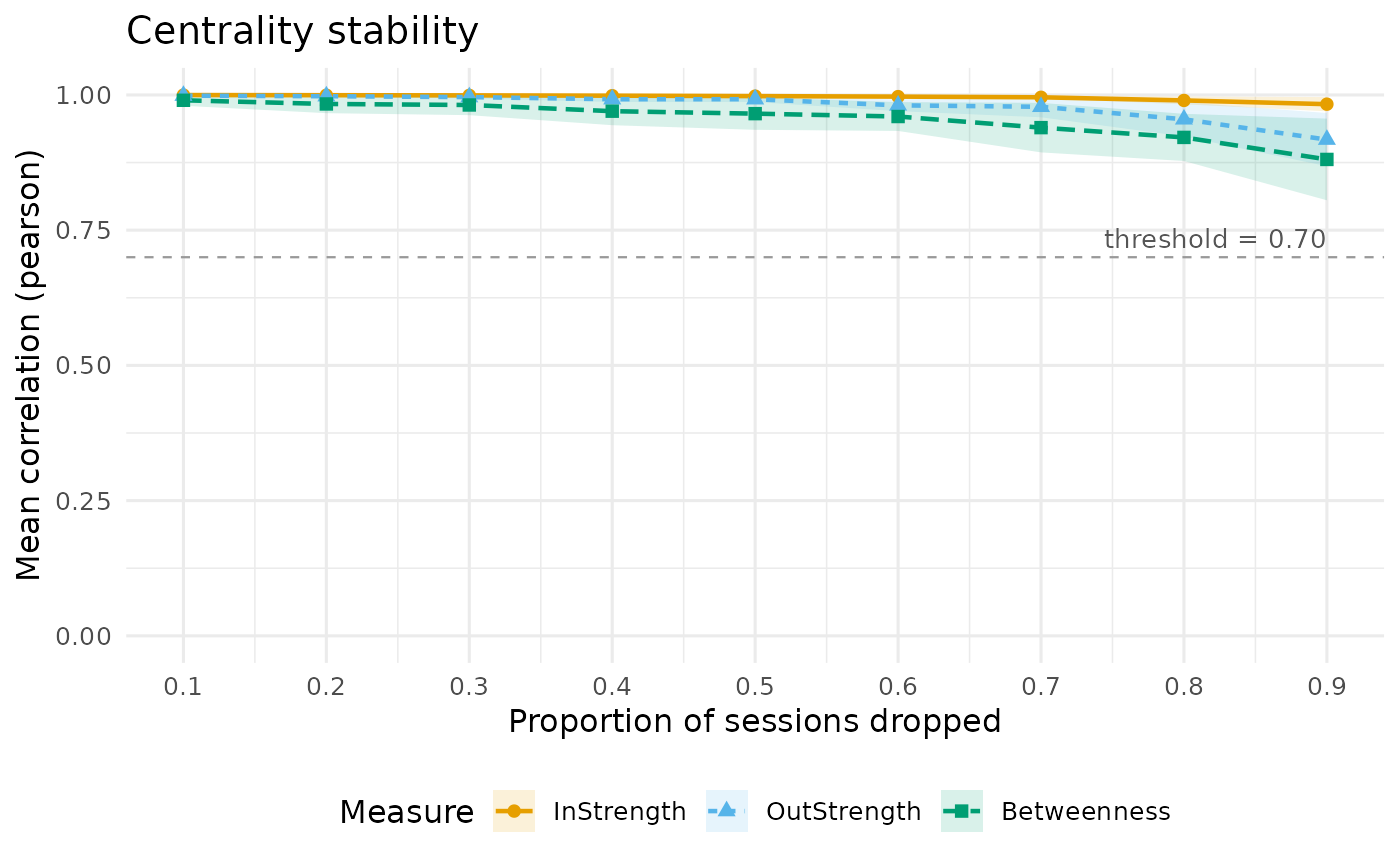 Centrality stability
Mean correlation (pearson)
1.00
0.75
0.50
0.25
0.00
threshold = 0.70
0.1 0.2 0.3 0.4 0.5 0.6 0.7 0.8 0.9
Proportion of sessions dropped
Measure InStrength OutStrength Betweenness